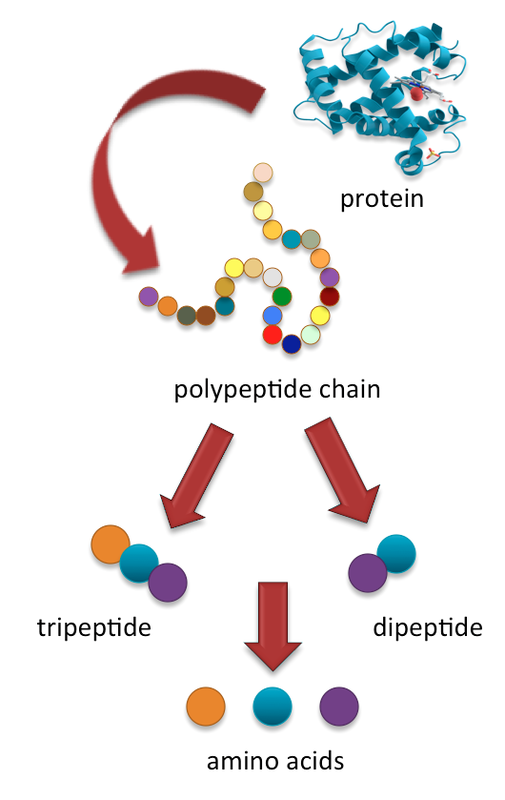 protein
polypeptide chain
tripeptide
dipeptide
amino acids